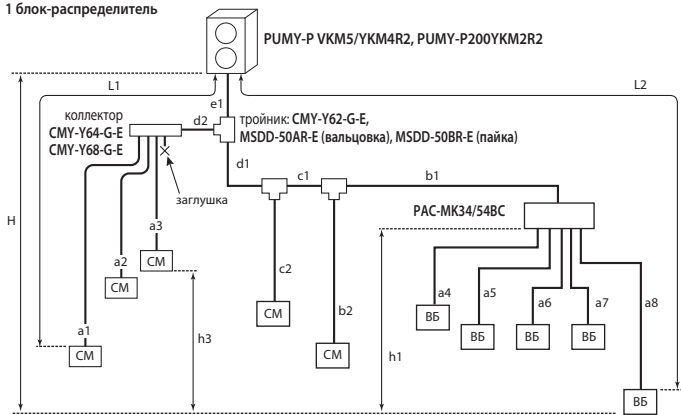 1 блок-распределитель
PUMY-P VKM5/YKM4R2, PUMY-P200YKM2R2
L1
L2
e1
коллектор
CMY-Y64-G-E
CMY-Y68-G-E
d2
тройник: CMY-Y62-G-E,
MSDD-50AR-E (вальцовка), MSDD-50BR-E (пайка)
d1
c1
b1
заглушка
PAC-MK34/54BC
H
a3
a2
СМ
СМ
c2
a4
a5
a6
a7
a8
СМ
b2
ВБ
a1
СМ
h3
СМ
h1
ВБ
ВБ
ВБ
ВБ